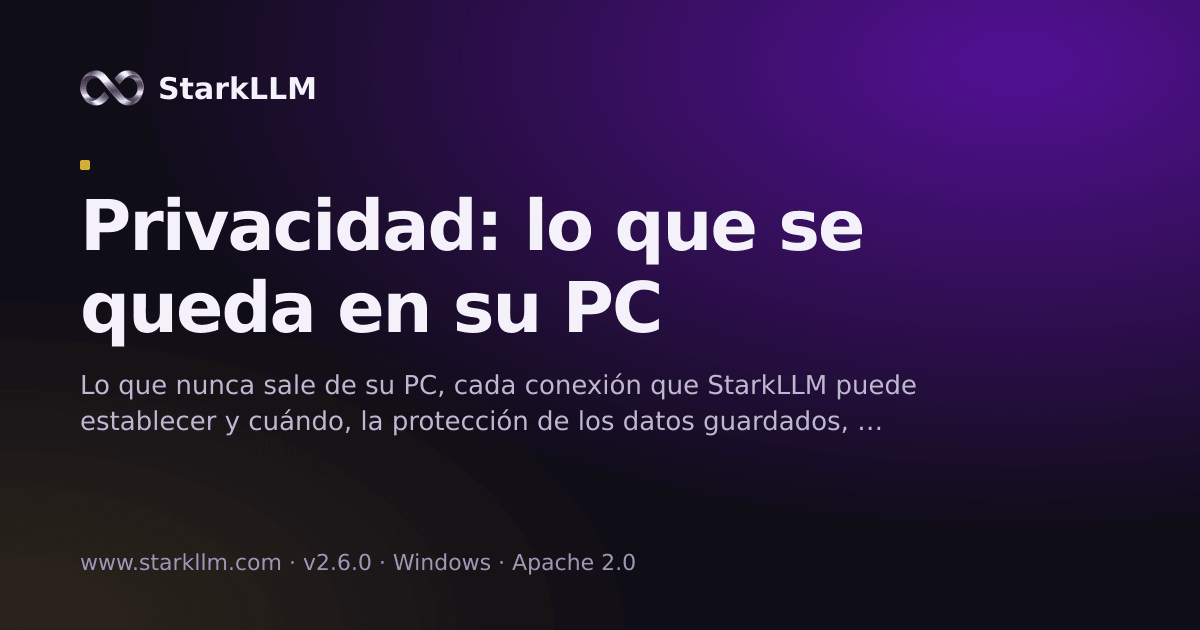 StarkLLM
Privacidad: lo que se
queda en su PC
Lo que nunca sale de su PC, cada conexión que StarkLLM puede
establecer y cuándo, la protección de los datos guardados, …
www.starkllm.com · v2.6.0 · Windows · Apache 2.0